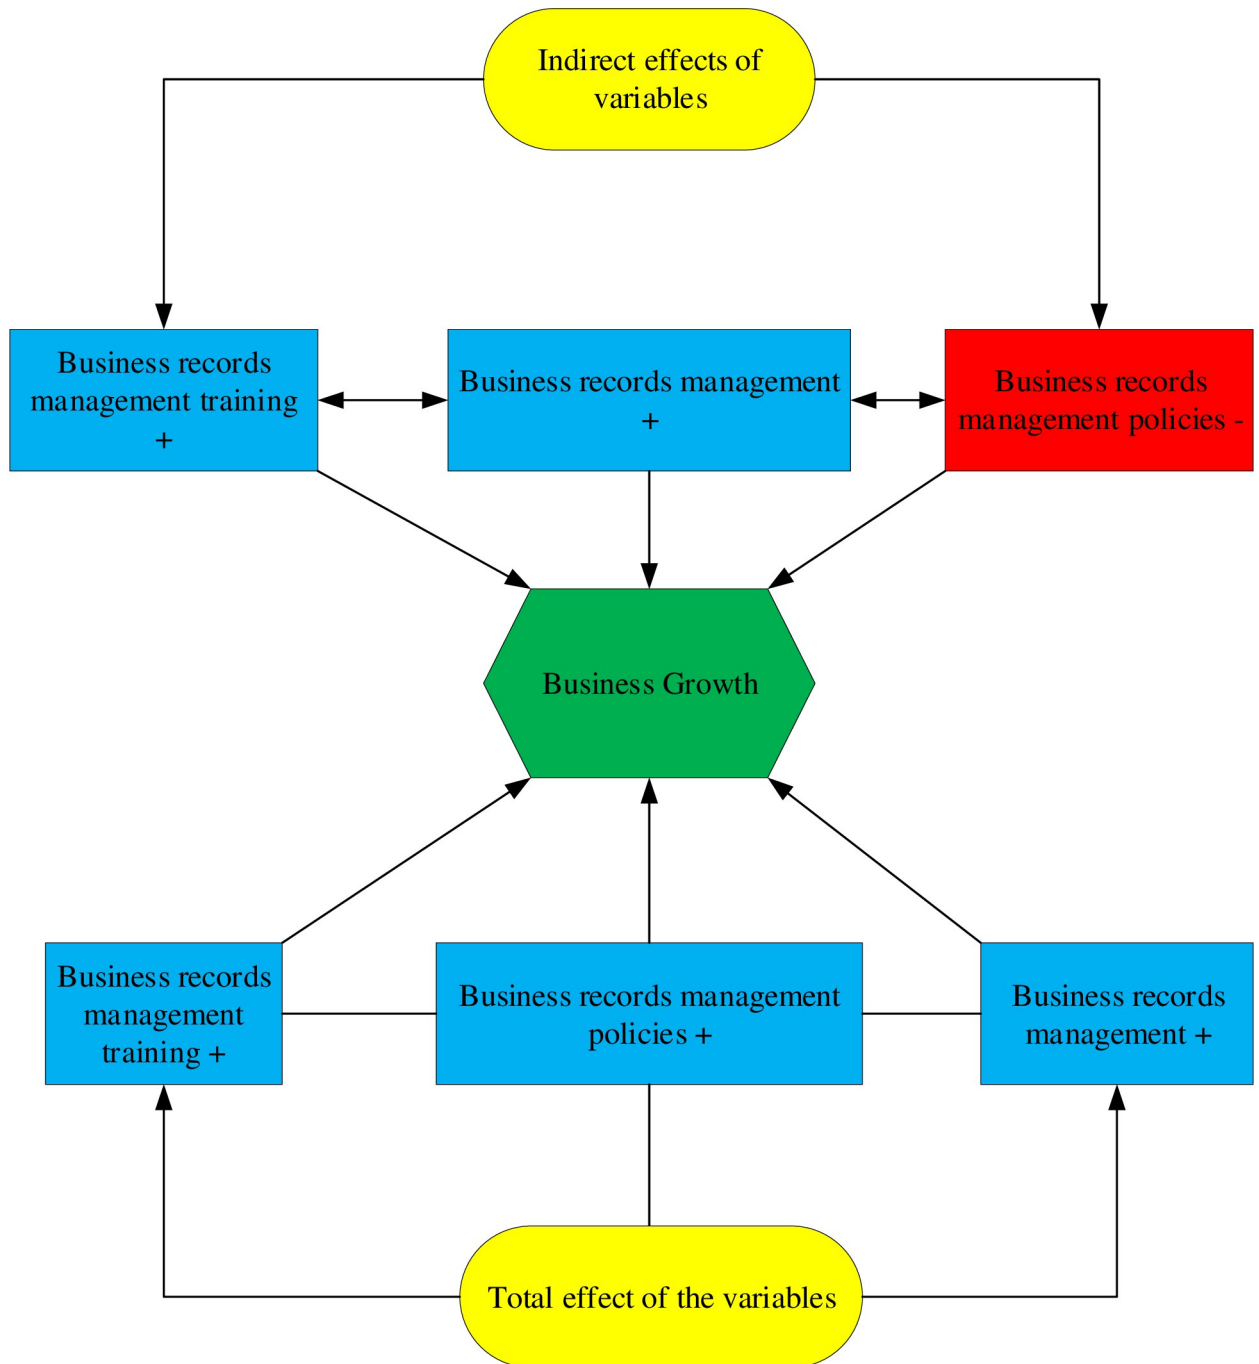 Indirect effects of
variables
Business records
management training
+
Business records management
+
Business records
management policies -
Business Growth
Business records
management
training +
Business records management
policies +
Business records
management +
Total effect of the variables